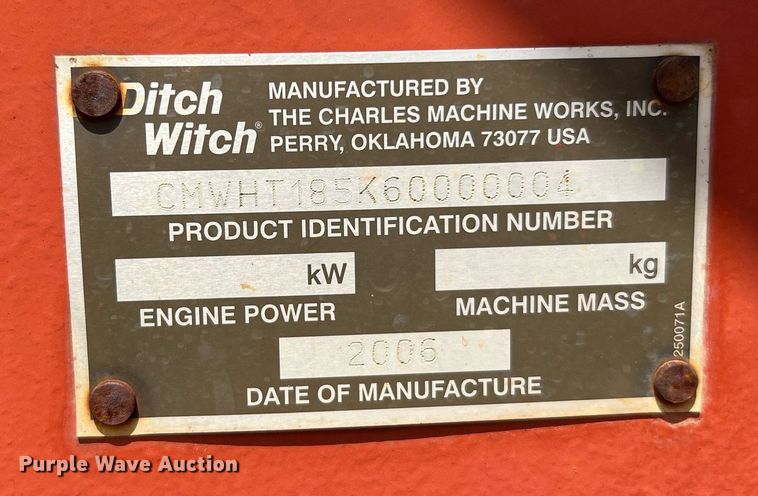 Ditch Witch®
MANUFACTURED BY
THE CHARLES MACHINE WORKS, INC.
PERRY, OKLAHOMA 73077 USA
CMWHT185K60000004
PRODUCT IDENTIFICATION NUMBER
kW
ENGINE POWER
kg
MACHINE MASS
2006
DATE OF MANUFACTURE
250071A
Purple Wave Auction